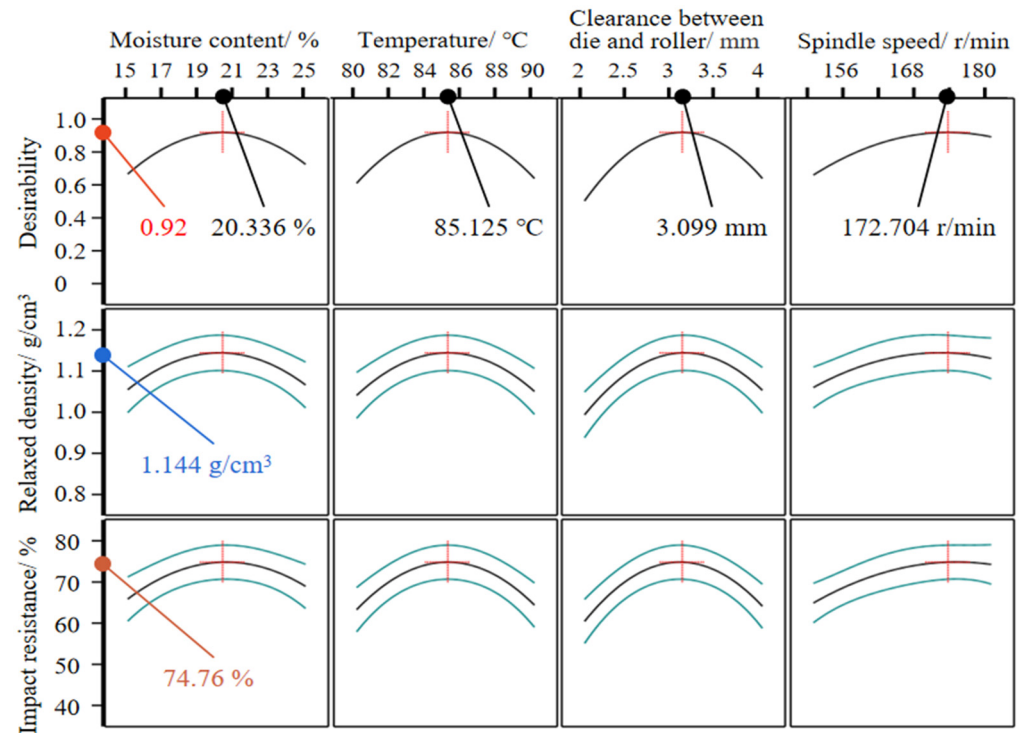 Moisture content/ %
Temperature/ ℃
Clearance between
die and roller/ mm
Spindle speed/ r/min
15 17 19 21 23 25
80 82 84 86 88 90
2 2.5 3 3.5 4
156 168 180
Desirability
1.0
0.8
0.6
0.4
0.2
0
0.92
20.336 %
85.125 ℃
3.099 mm
172.704 r/min
Relaxed density/ g/cm³
1.2
1.1
1.0
0.9
0.8
1.144 g/cm³
Impact resistance/ %
80
70
60
50
40
74.76 %